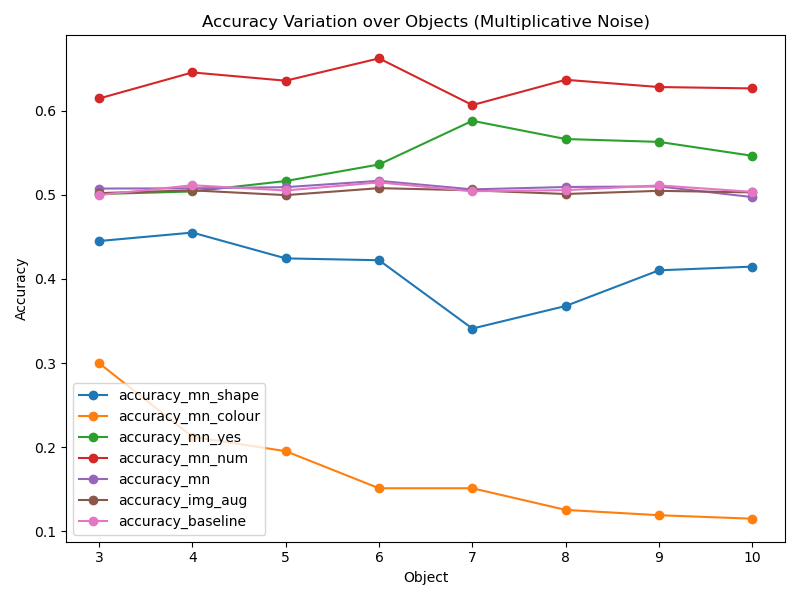 Accuracy Variation over Objects (Multiplicative Noise)
Accuracy
0.6
0.5
0.4
0.3
0.2
0.1
accuracy_mn_shape
accuracy_mn_colour
accuracy_mn_yes
accuracy_mn_num
accuracy_mn
accuracy_img_aug
accuracy_baseline
3 4 5 6 7 8 9 10
Object